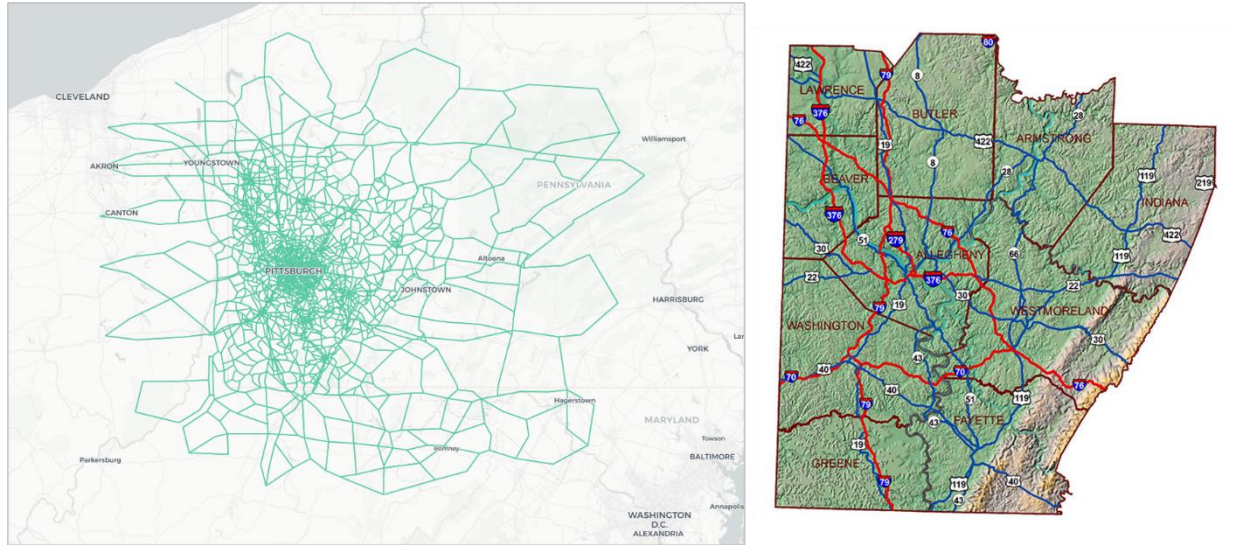 CLEVELAND
AKRON
YOUNGSTOWN
CANTON
PITTSBURGH
Williamsport
PENNSYLVANIA
Altoona
JOHNSTOWN
HARRISBURG
YORK
Lan
Hagerstown
MARYLAND
Towson
BALTIMORE
Romney
Parkersburg
Annapolis
WASHINGTON
D.C.
ALEXANDRIA
80
422
79
8
LAWRENCE
376
BUTLER
28
76
422
ARMSTRONG
19
8
119
219
BEAVER
28
INDIANA
376
51
279
76
422
30
ALLEGHENY
66
119
22
376
22
79
19
30
WESTMORELAND
WASHINGTON
43
30
70
40
70
76
40
51
119
79
43
FAYETTE
19
GREENE
79
119
40
43